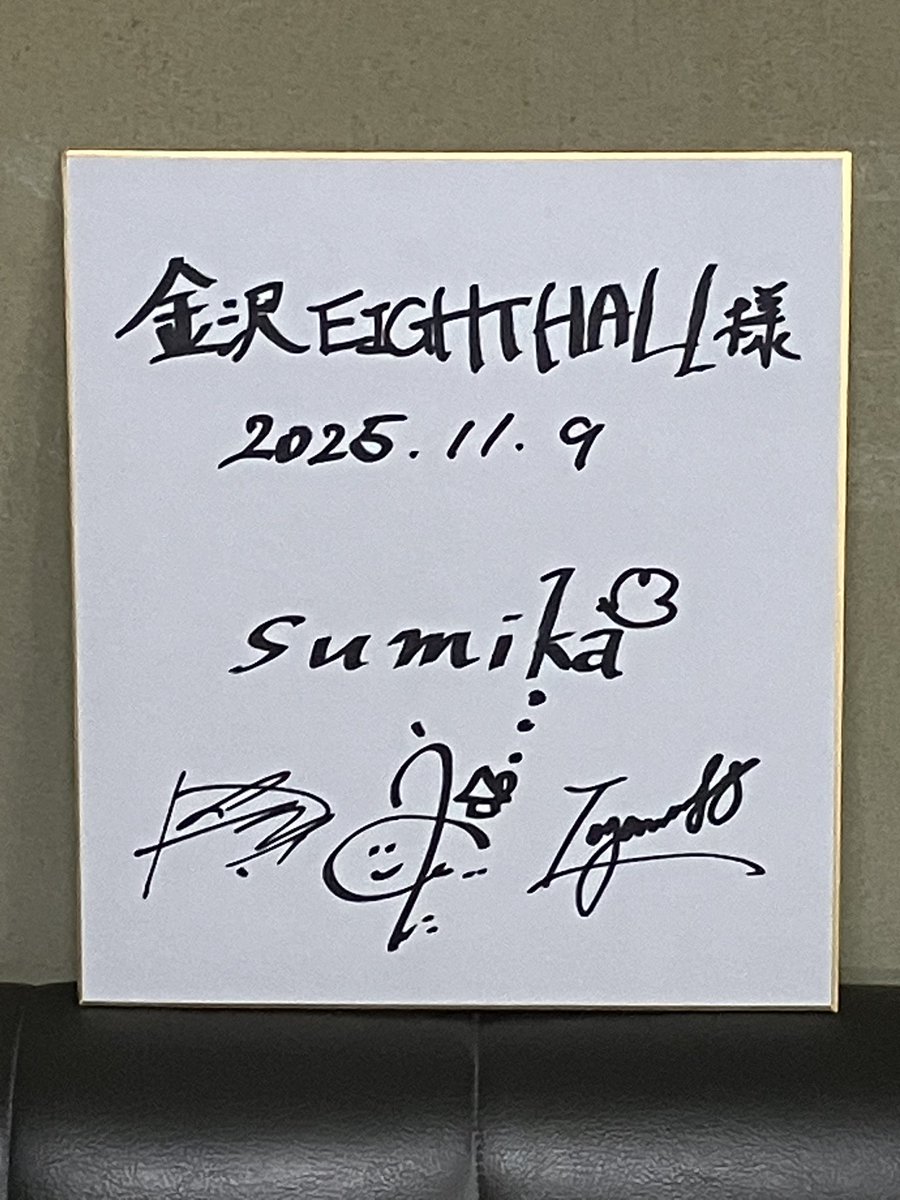 金沢EIGHT HALL様
2025.11.9
sumika